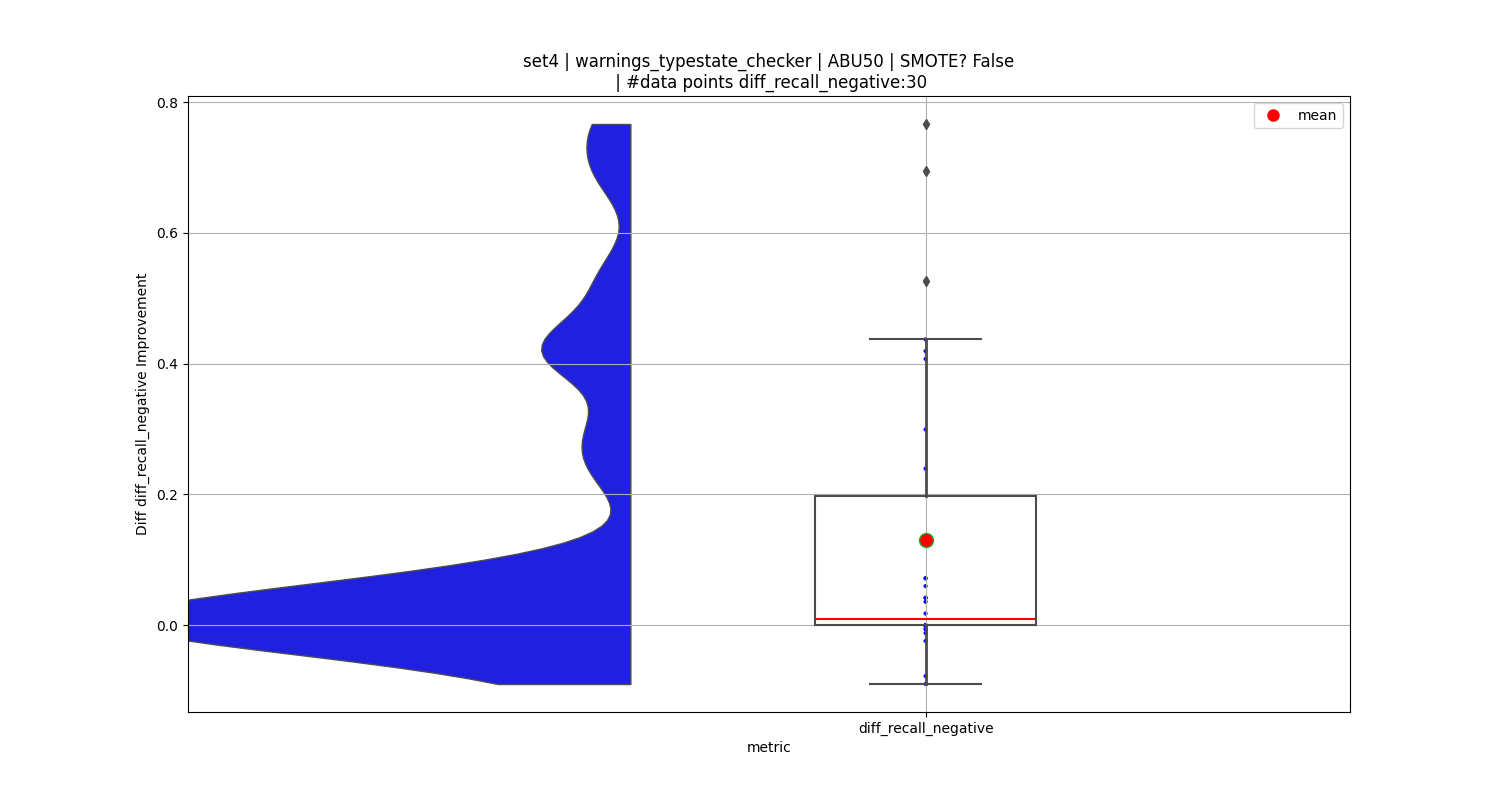 set4 | warnings_typestate_checker | ABU50 | SMOTE? False
| #data points diff_recall_negative:30
mean
0.8
0.6
0.4
0.2
0.0
Diff diff_recall_negative Improvement
diff_recall_negative
metric